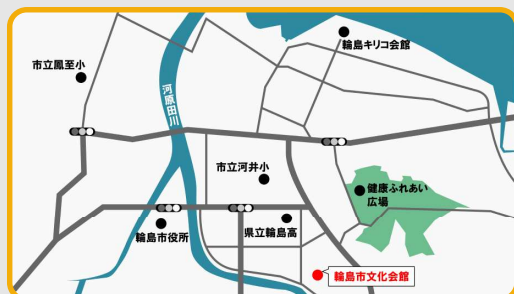 輪島キリコ会館
市立鳳至小
河原田川
市立河井小
健康ふれあい
広場
輪島市役所
県立輪島高
輪島市文化会館